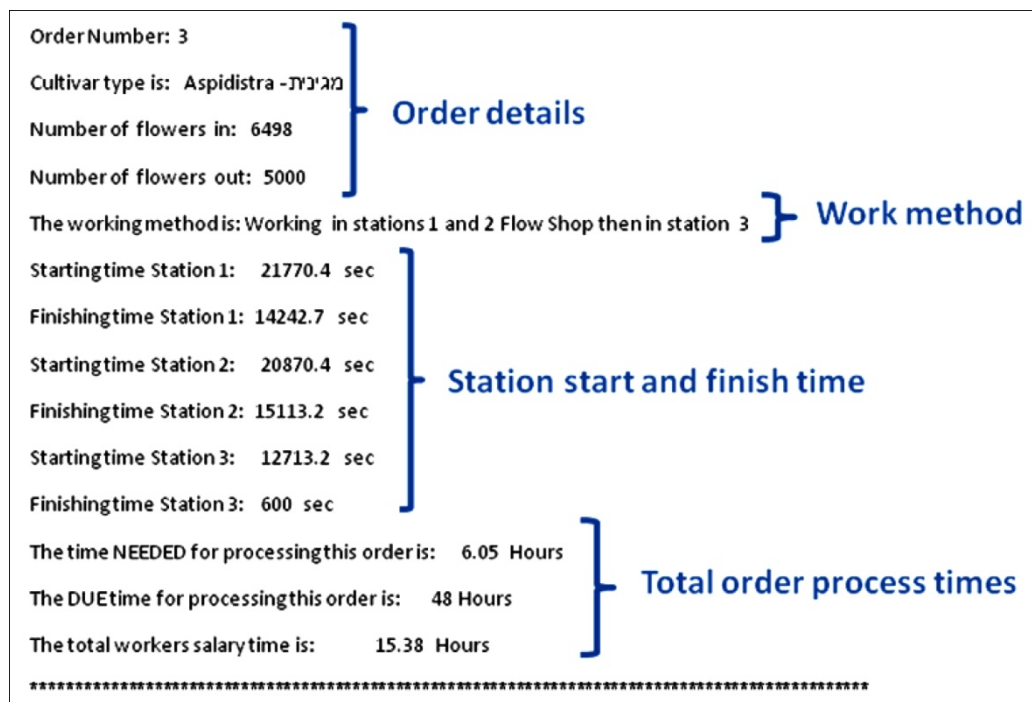 Order Number: 3
Cultivar type is: Aspidistra -מגינית
Number of flowers in: 6498
Number of flowers out: 5000
Order details
The working method is: Working in stations 1 and 2 Flow Shop then in station 3
Work method
Starting time Station 1: 21770.4 sec
Finishing time Station 1: 14242.7 sec
Starting time Station 2: 20870.4 sec
Finishing time Station 2: 15113.2 sec
Starting time Station 3: 12713.2 sec
Finishing time Station 3: 600 sec
Station start and finish time
The time NEEDED for processing this order is: 6.05 Hours
The DUE time for processing this order is: 48 Hours
The total workers salary time is: 15.38 Hours
Total order process times